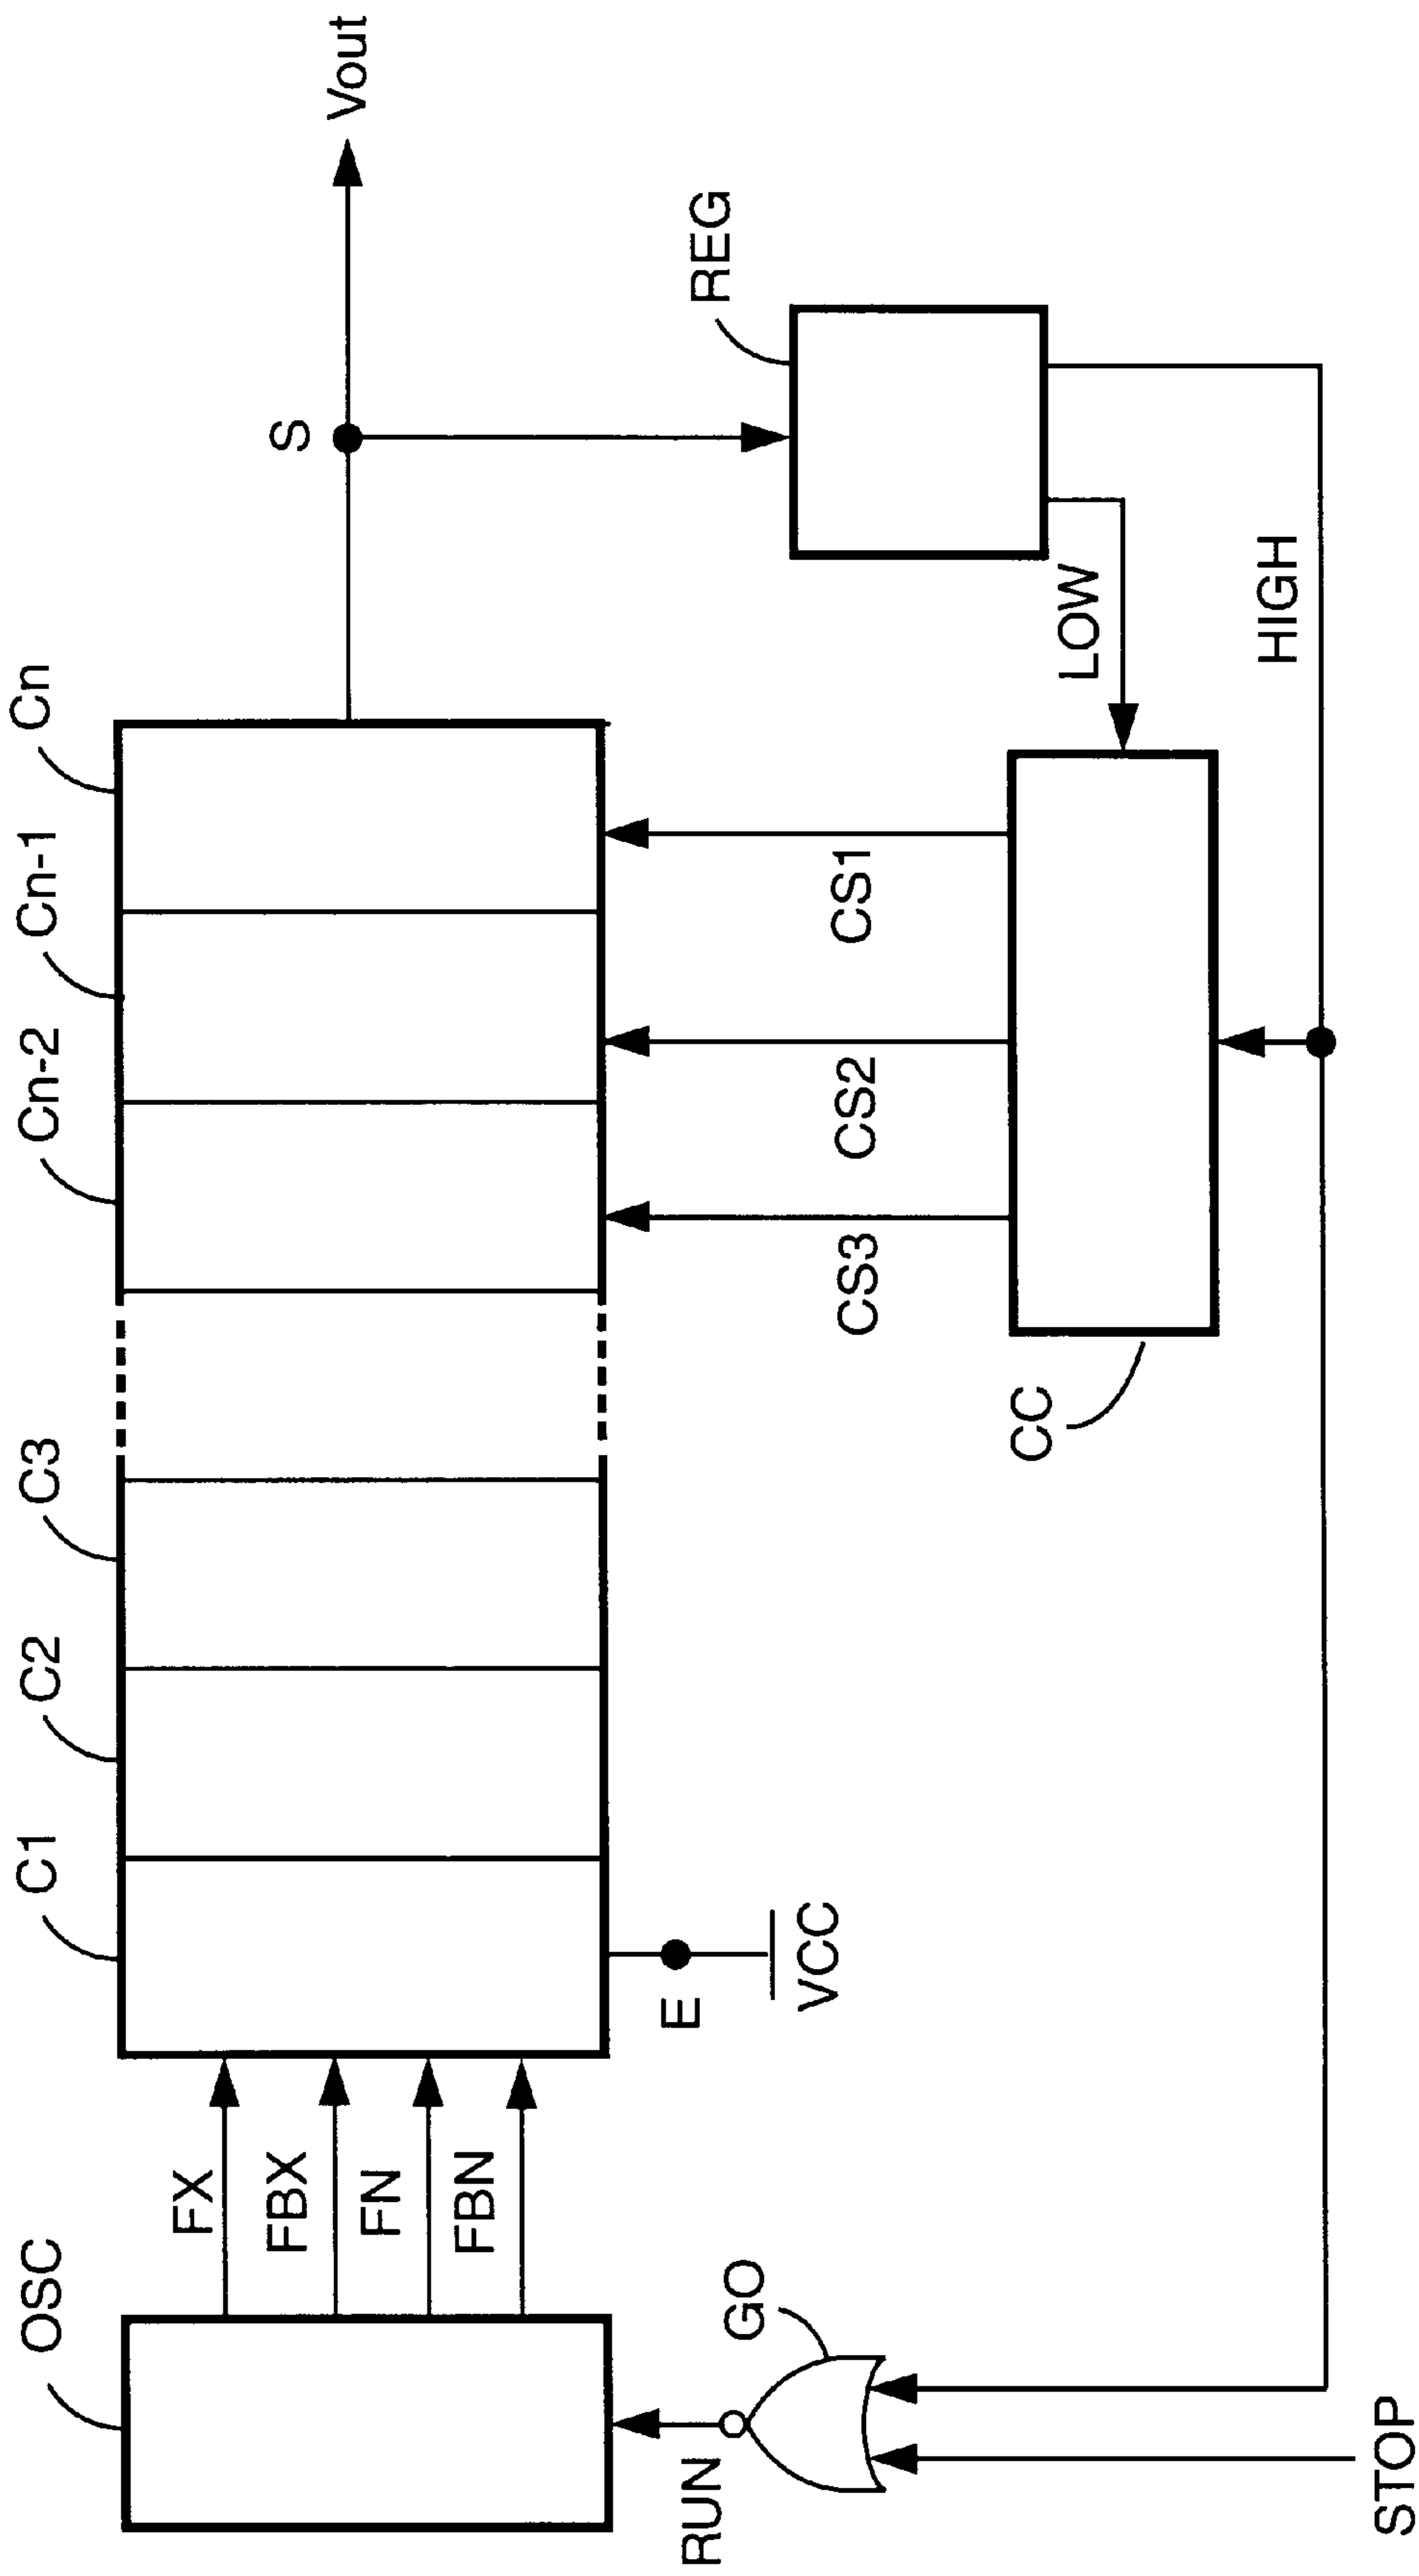 OSC
C1
C2
C3
Cn-2
Cn-1
Cn
FX
FBX
FN
FBN
S
Vout
E
VCC
REG
RUN
GO
CS3
CS2
CS1
LOW
CC
HIGH
STOP